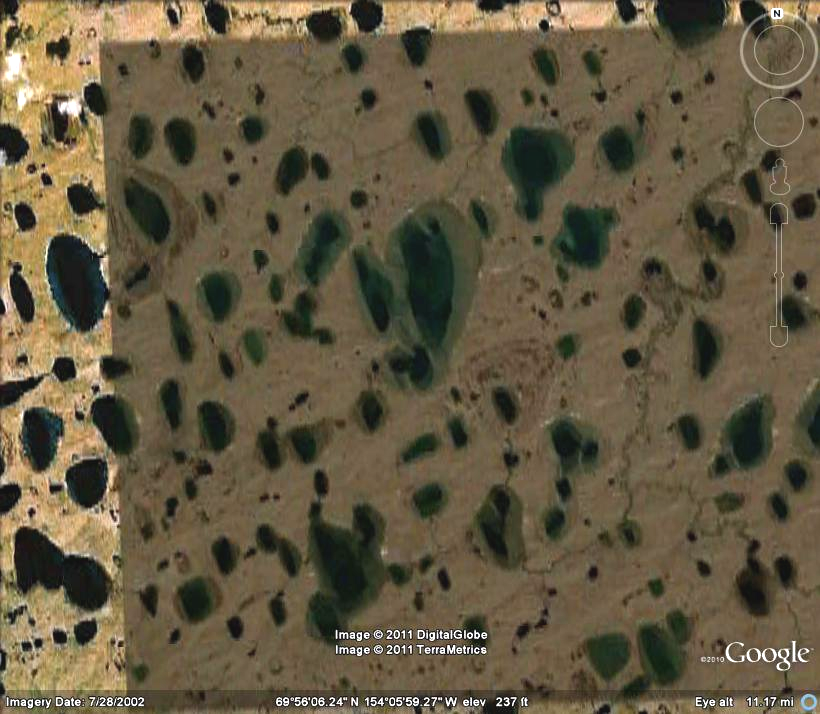 N
Image © 2011 DigitalGlobe
Image © 2011 TerraMetrics
©2010 Google
Imagery Date: 7/28/2002 69°56'06.24" N 154°05'59.27" W elev 237 ft Eye alt 11.17 mi